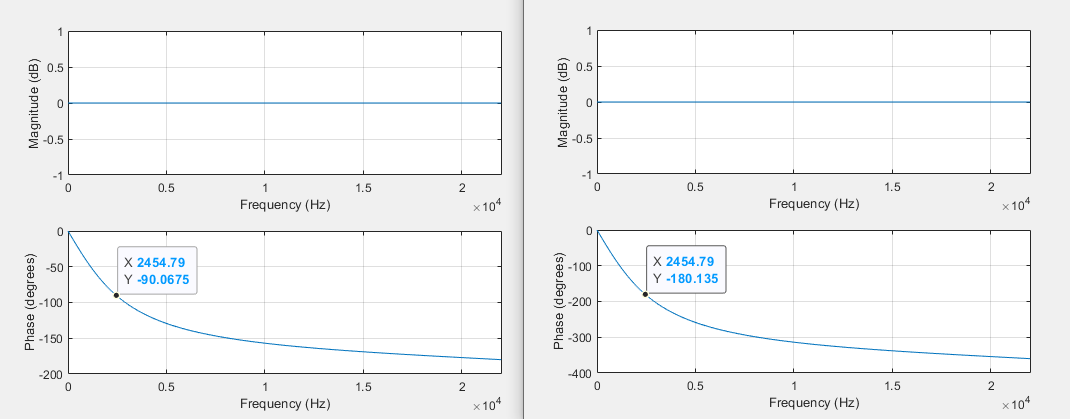 1
0.5
0
-0.5
-1
Magnitude (dB)
0 0.5 1 1.5 2
Frequency (Hz)
×10^4
0
-50
-100
-150
-200
Phase (degrees)
X 2454.79
Y -90.0675
0 0.5 1 1.5 2
Frequency (Hz)
×10^4
1
0.5
0
-0.5
-1
Magnitude (dB)
0 0.5 1 1.5 2
Frequency (Hz)
×10^4
0
-100
-200
-300
-400
Phase (degrees)
X 2454.79
Y -180.135
0 0.5 1 1.5 2
Frequency (Hz)
×10^4